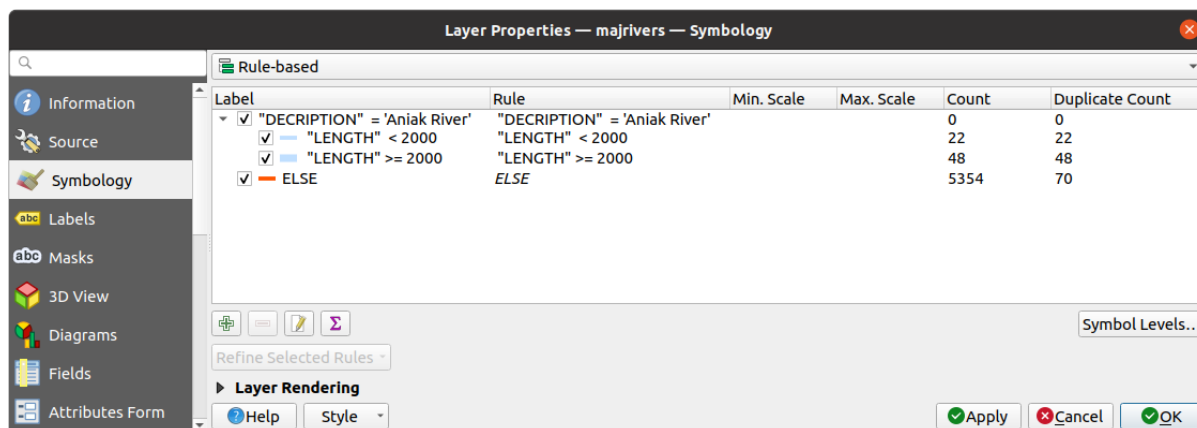 Layer Properties — majrivers — Symbology
Rule-based
Information
Source
Symbology
Labels
Masks
3D View
Diagrams
Fields
Attributes Form
Label Rule Min. Scale Max. Scale Count Duplicate Count
"DECRIPTION" = 'Aniak River' "DECRIPTION" = 'Aniak River' 0 0
"LENGTH" < 2000 "LENGTH" < 2000 22 22
"LENGTH" >= 2000 "LENGTH" >= 2000 48 48
ELSE ELSE 5354 70
Symbol Levels...
Refine Selected Rules
Layer Rendering
Help Style Apply Cancel OK
abc
abc